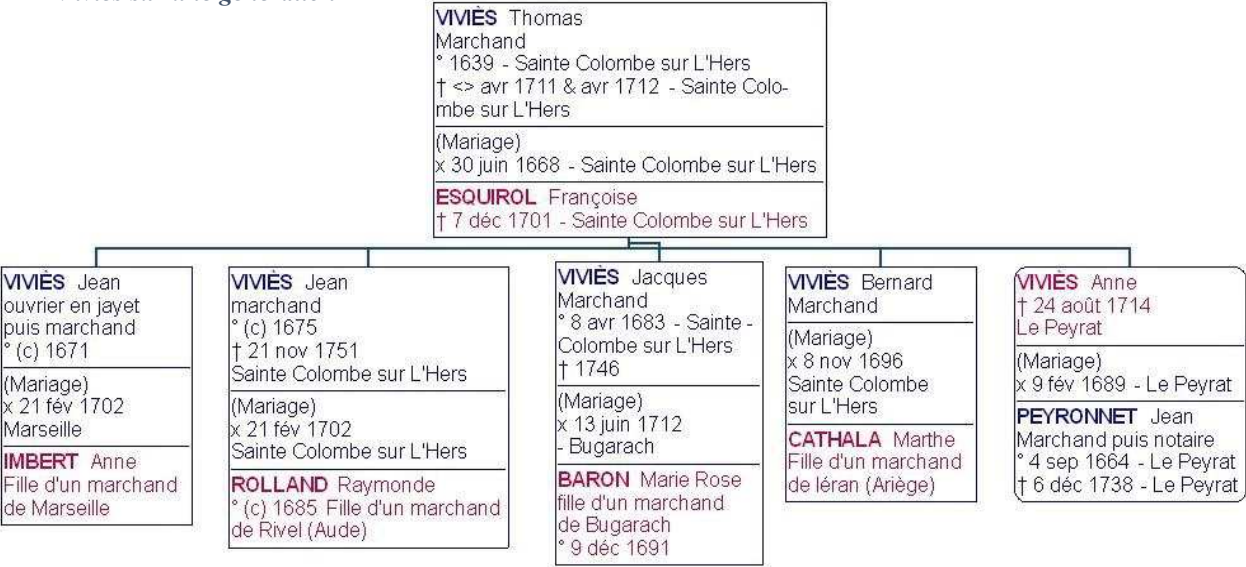 VIVIÈS Thomas
Marchand
° 1639 - Sainte Colombe sur L'Hers
† <> avr 1711 & avr 1712 - Sainte Colo-
mbe sur L'Hers
(Mariage)
x 30 juin 1668 - Sainte Colombe sur L'Hers
ESQUIROL Françoise
† 7 déc 1701 - Sainte Colombe sur L'Hers
VIVIÈS Jean
ouvrier en jayet
puis marchand
° (c) 1671
(Mariage)
x 21 fév 1702
Marseille
IMBERT Anne
Fille d'un marchand
de Marseille
VIVIÈS Jean
marchand
° (c) 1675
† 21 nov 1751
Sainte Colombe sur L'Hers
(Mariage)
x 21 fév 1702
Sainte Colombe sur L'Hers
ROLLAND Raymonde
° (c) 1685 Fille d'un marchand
de Rivel (Aude)
VIVIÈS Jacques
Marchand
° 8 avr 1683 - Sainte -
Colombe sur L'Hers
† 1746
(Mariage)
x 13 juin 1712
- Bugarach
BARON Marie Rose
fille d'un marchand
de Bugarach
° 9 déc 1691
VIVIÈS Bernard
Marchand
(Mariage)
x 8 nov 1696
Sainte Colombe
sur L'Hers
CATHALA Marthe
Fille d'un marchand
de léran (Ariège)
VIVIÈS Anne
† 24 août 1714
Le Peyrat
(Mariage)
x 9 fév 1689 - Le Peyrat
PEYRONNET Jean
Marchand puis notaire
° 4 sep 1664 - Le Peyrat
† 6 déc 1738 - Le Peyrat